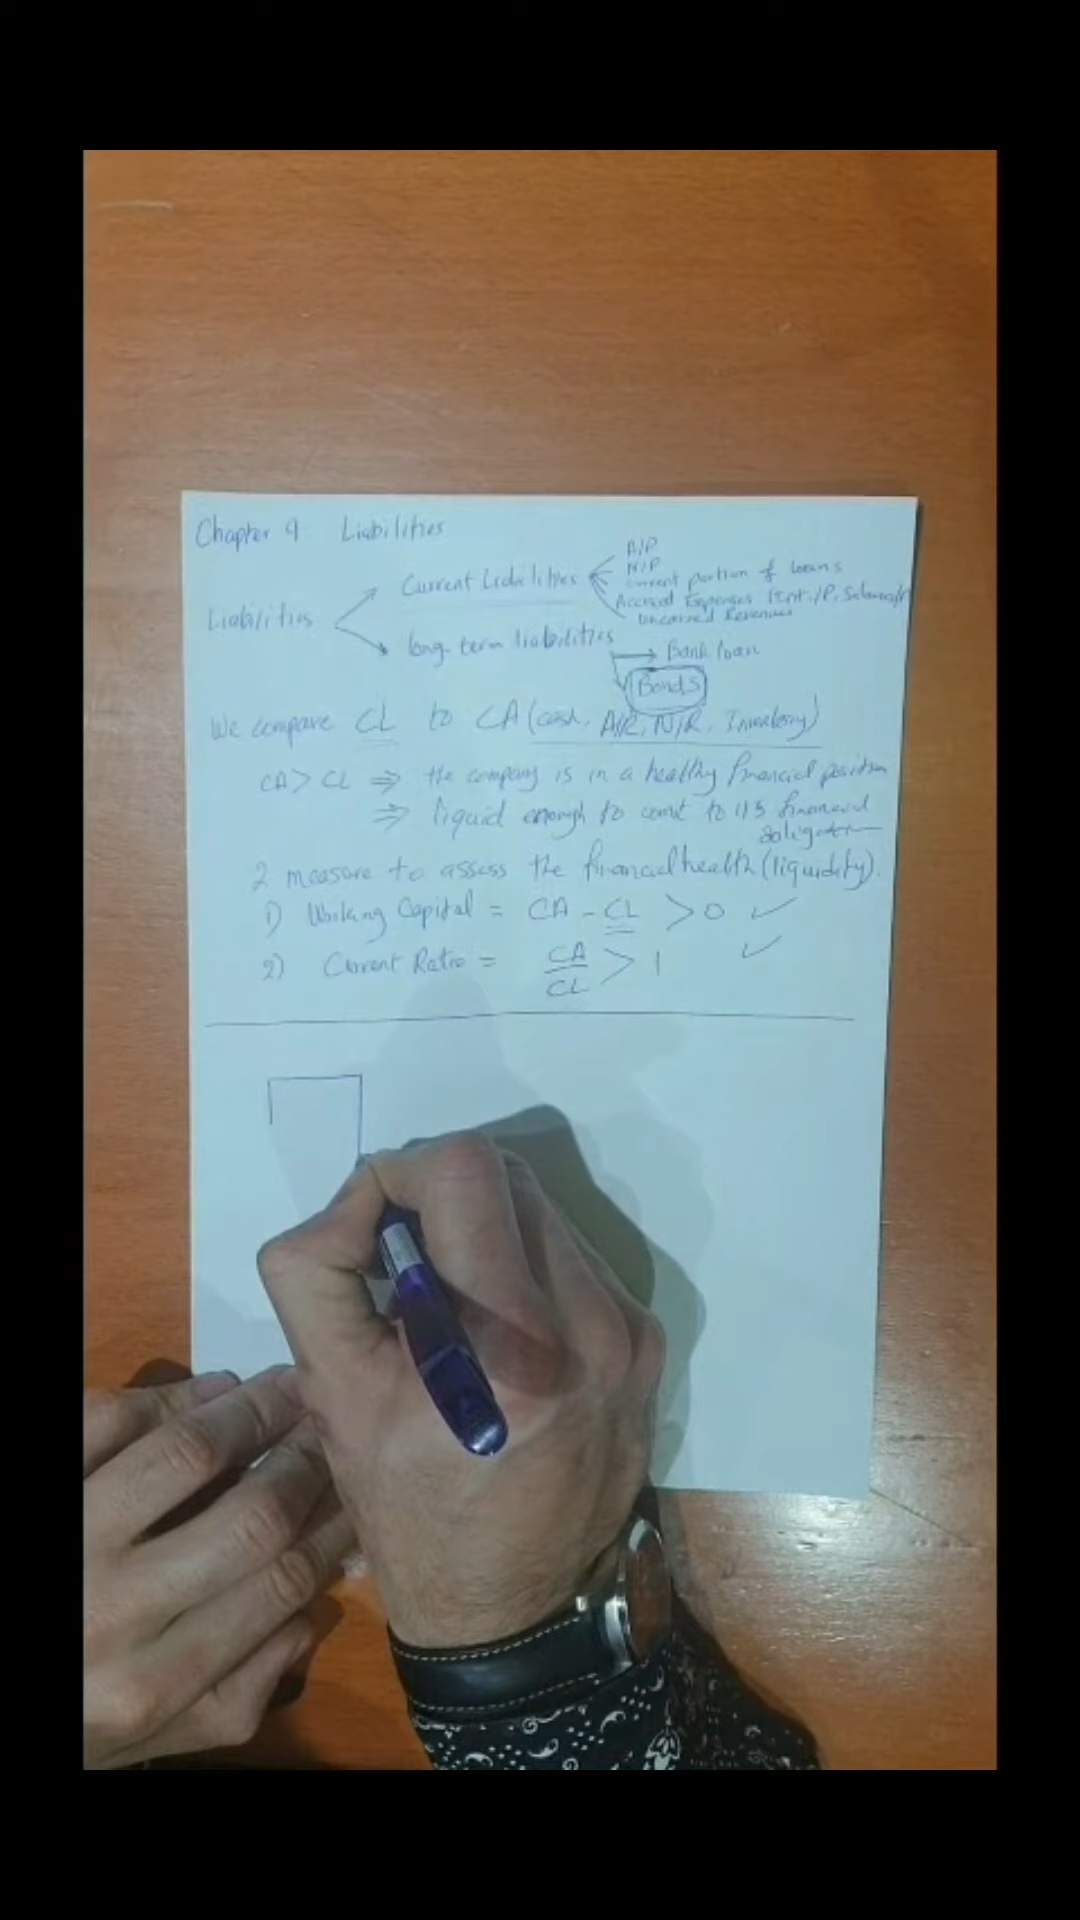 Chapter 9 Liabilities
A/P
N/P
Current Liabilities
current portion of loans
Accrued Expenses (Int./P, Salaries/P
Unearned Revenues
Liabilities
long-term liabilities
Bank loan
Bonds
We compare CL to CA (cash, A/R, N/R, Inventory)
CA > CL ⇒ the company is in a healthy financial position
⇒ liquid enough to comit to its financial
obligation
2 measure to assess the financial health (liquidity).
1) Working Capital = CA - CL > 0 ✓
2) Current Ratio = CA/CL > 1 ✓